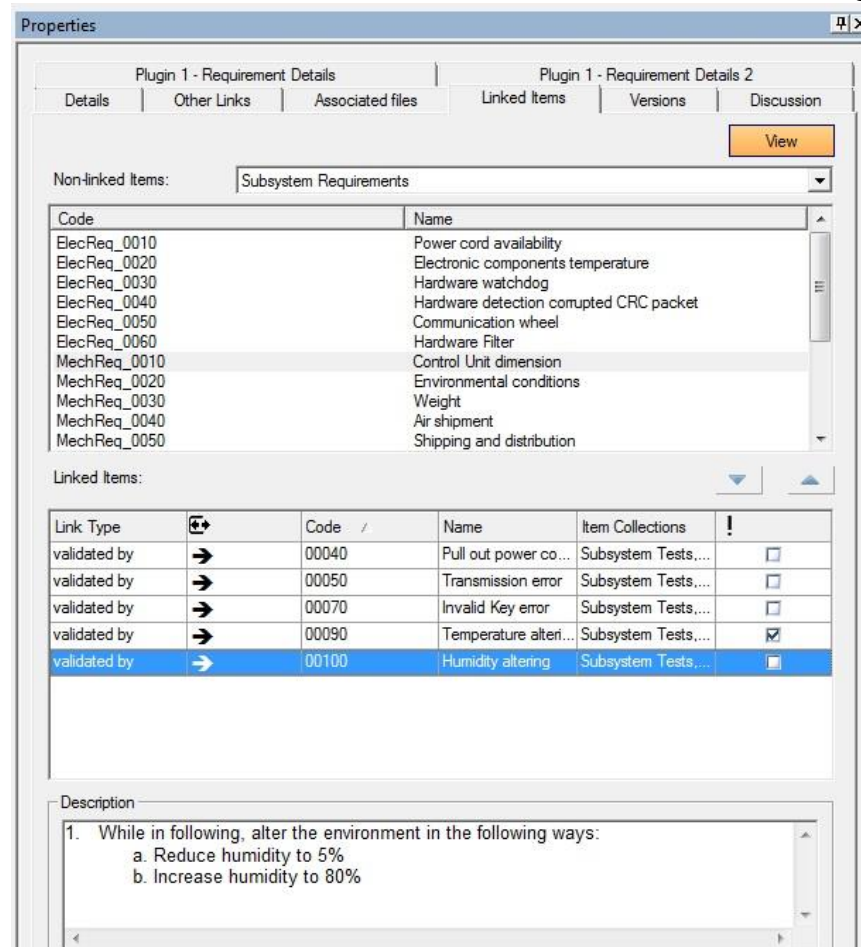 Properties
Plugin 1 - Requirement Details Plugin 1 - Requirement Details 2
Details Other Links Associated files Linked Items Versions Discussion
View
Non-linked Items: Subsystem Requirements
Code Name
ElecReq_0010 Power cord availability
ElecReq_0020 Electronic components temperature
ElecReq_0030 Hardware watchdog
ElecReq_0040 Hardware detection corrupted CRC packet
ElecReq_0050 Communication wheel
ElecReq_0060 Hardware Filter
MechReq_0010 Control Unit dimension
MechReq_0020 Environmental conditions
MechReq_0030 Weight
MechReq_0040 Air shipment
MechReq_0050 Shipping and distribution
Linked Items:
Link Type Code Name Item Collections !
validated by 00040 Pull out power co... Subsystem Tests,...
validated by 00050 Transmission error Subsystem Tests,...
validated by 00070 Invalid Key error Subsystem Tests,...
validated by 00090 Temperature alteri... Subsystem Tests,...
validated by 00100 Humidity altering Subsystem Tests,...
Description
1. While in following, alter the environment in the following ways:
a. Reduce humidity to 5%
b. Increase humidity to 80%